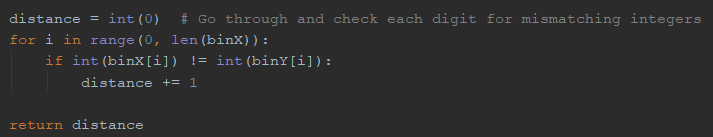 distance = int(0)  # Go through and check each digit for mismatching integers
for i in range(0, len(binX)):
    if int(binX[i]) != int(binY[i]):
        distance += 1

return distance